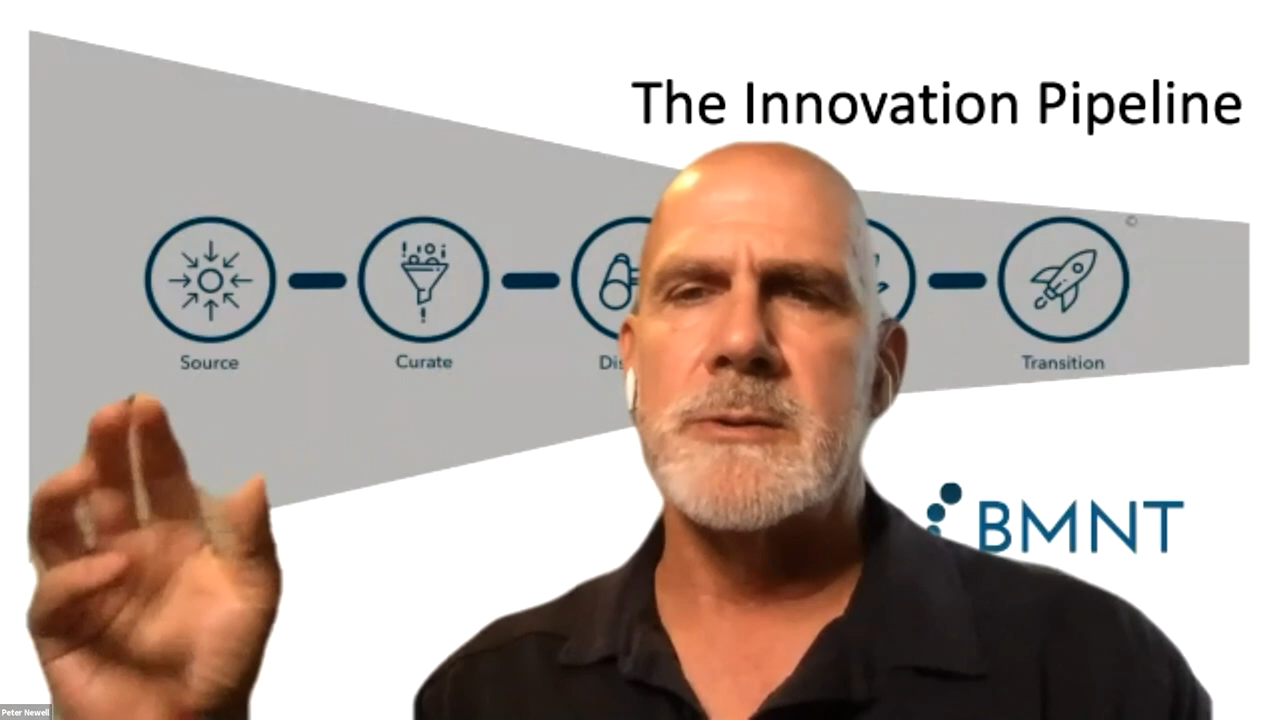 The Innovation Pipeline
©
Source
Curate
Transition
BMNT
Peter Newell